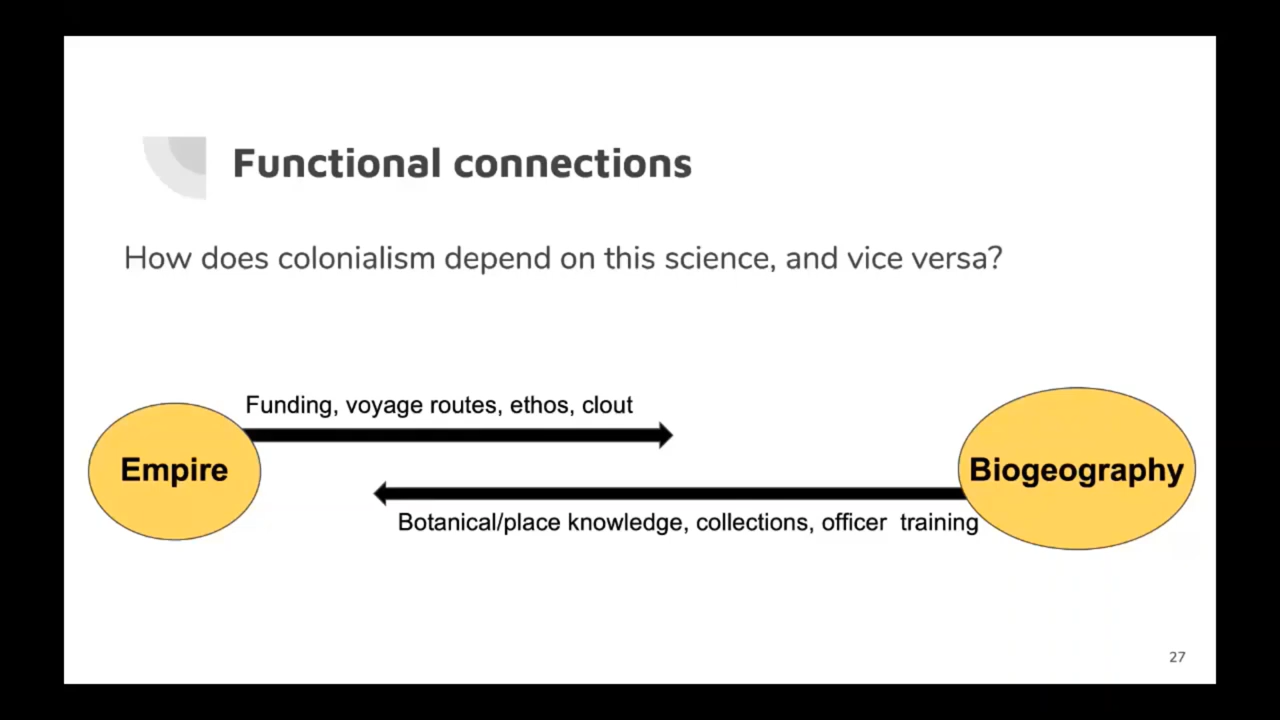 Functional connections
How does colonialism depend on this science, and vice versa?
Funding, voyage routes, ethos, clout
Empire
Biogeography
Botanical/place knowledge, collections, officer  training
27